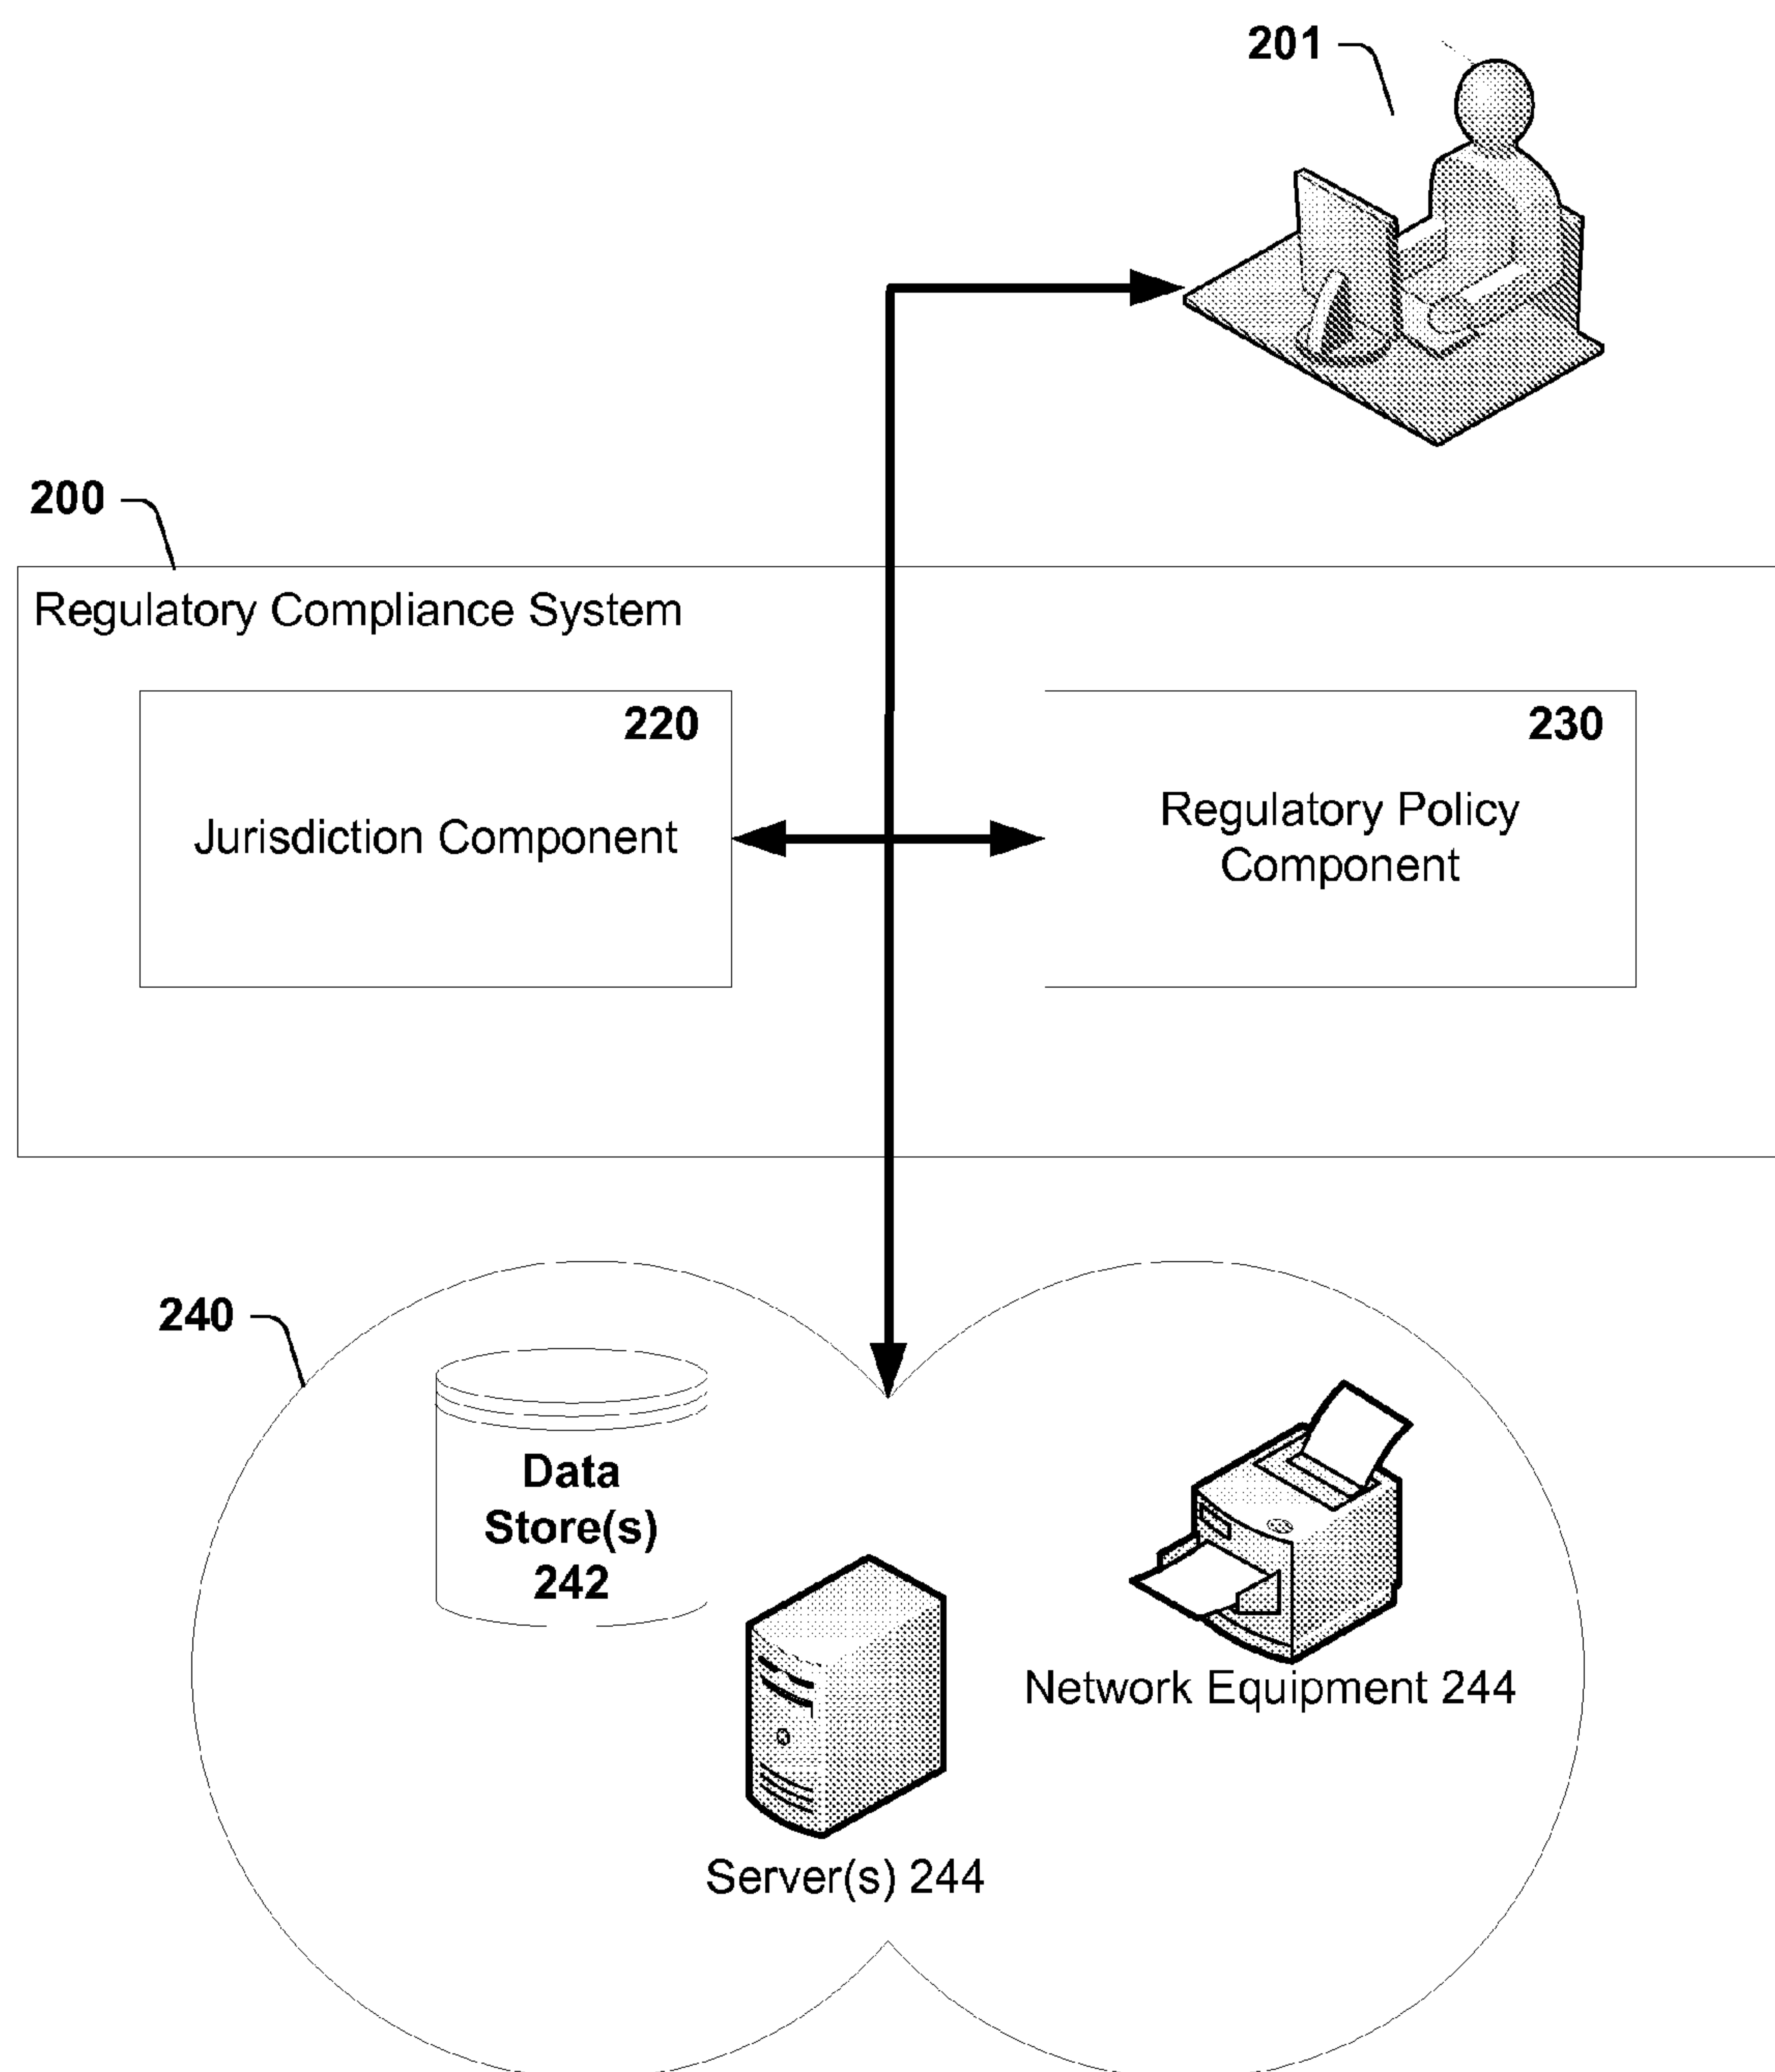 201
200
Regulatory Compliance System
220
Jurisdiction Component
230
Regulatory Policy
Component
240
Data
Store(s)
242
Network Equipment 244
Server(s) 244